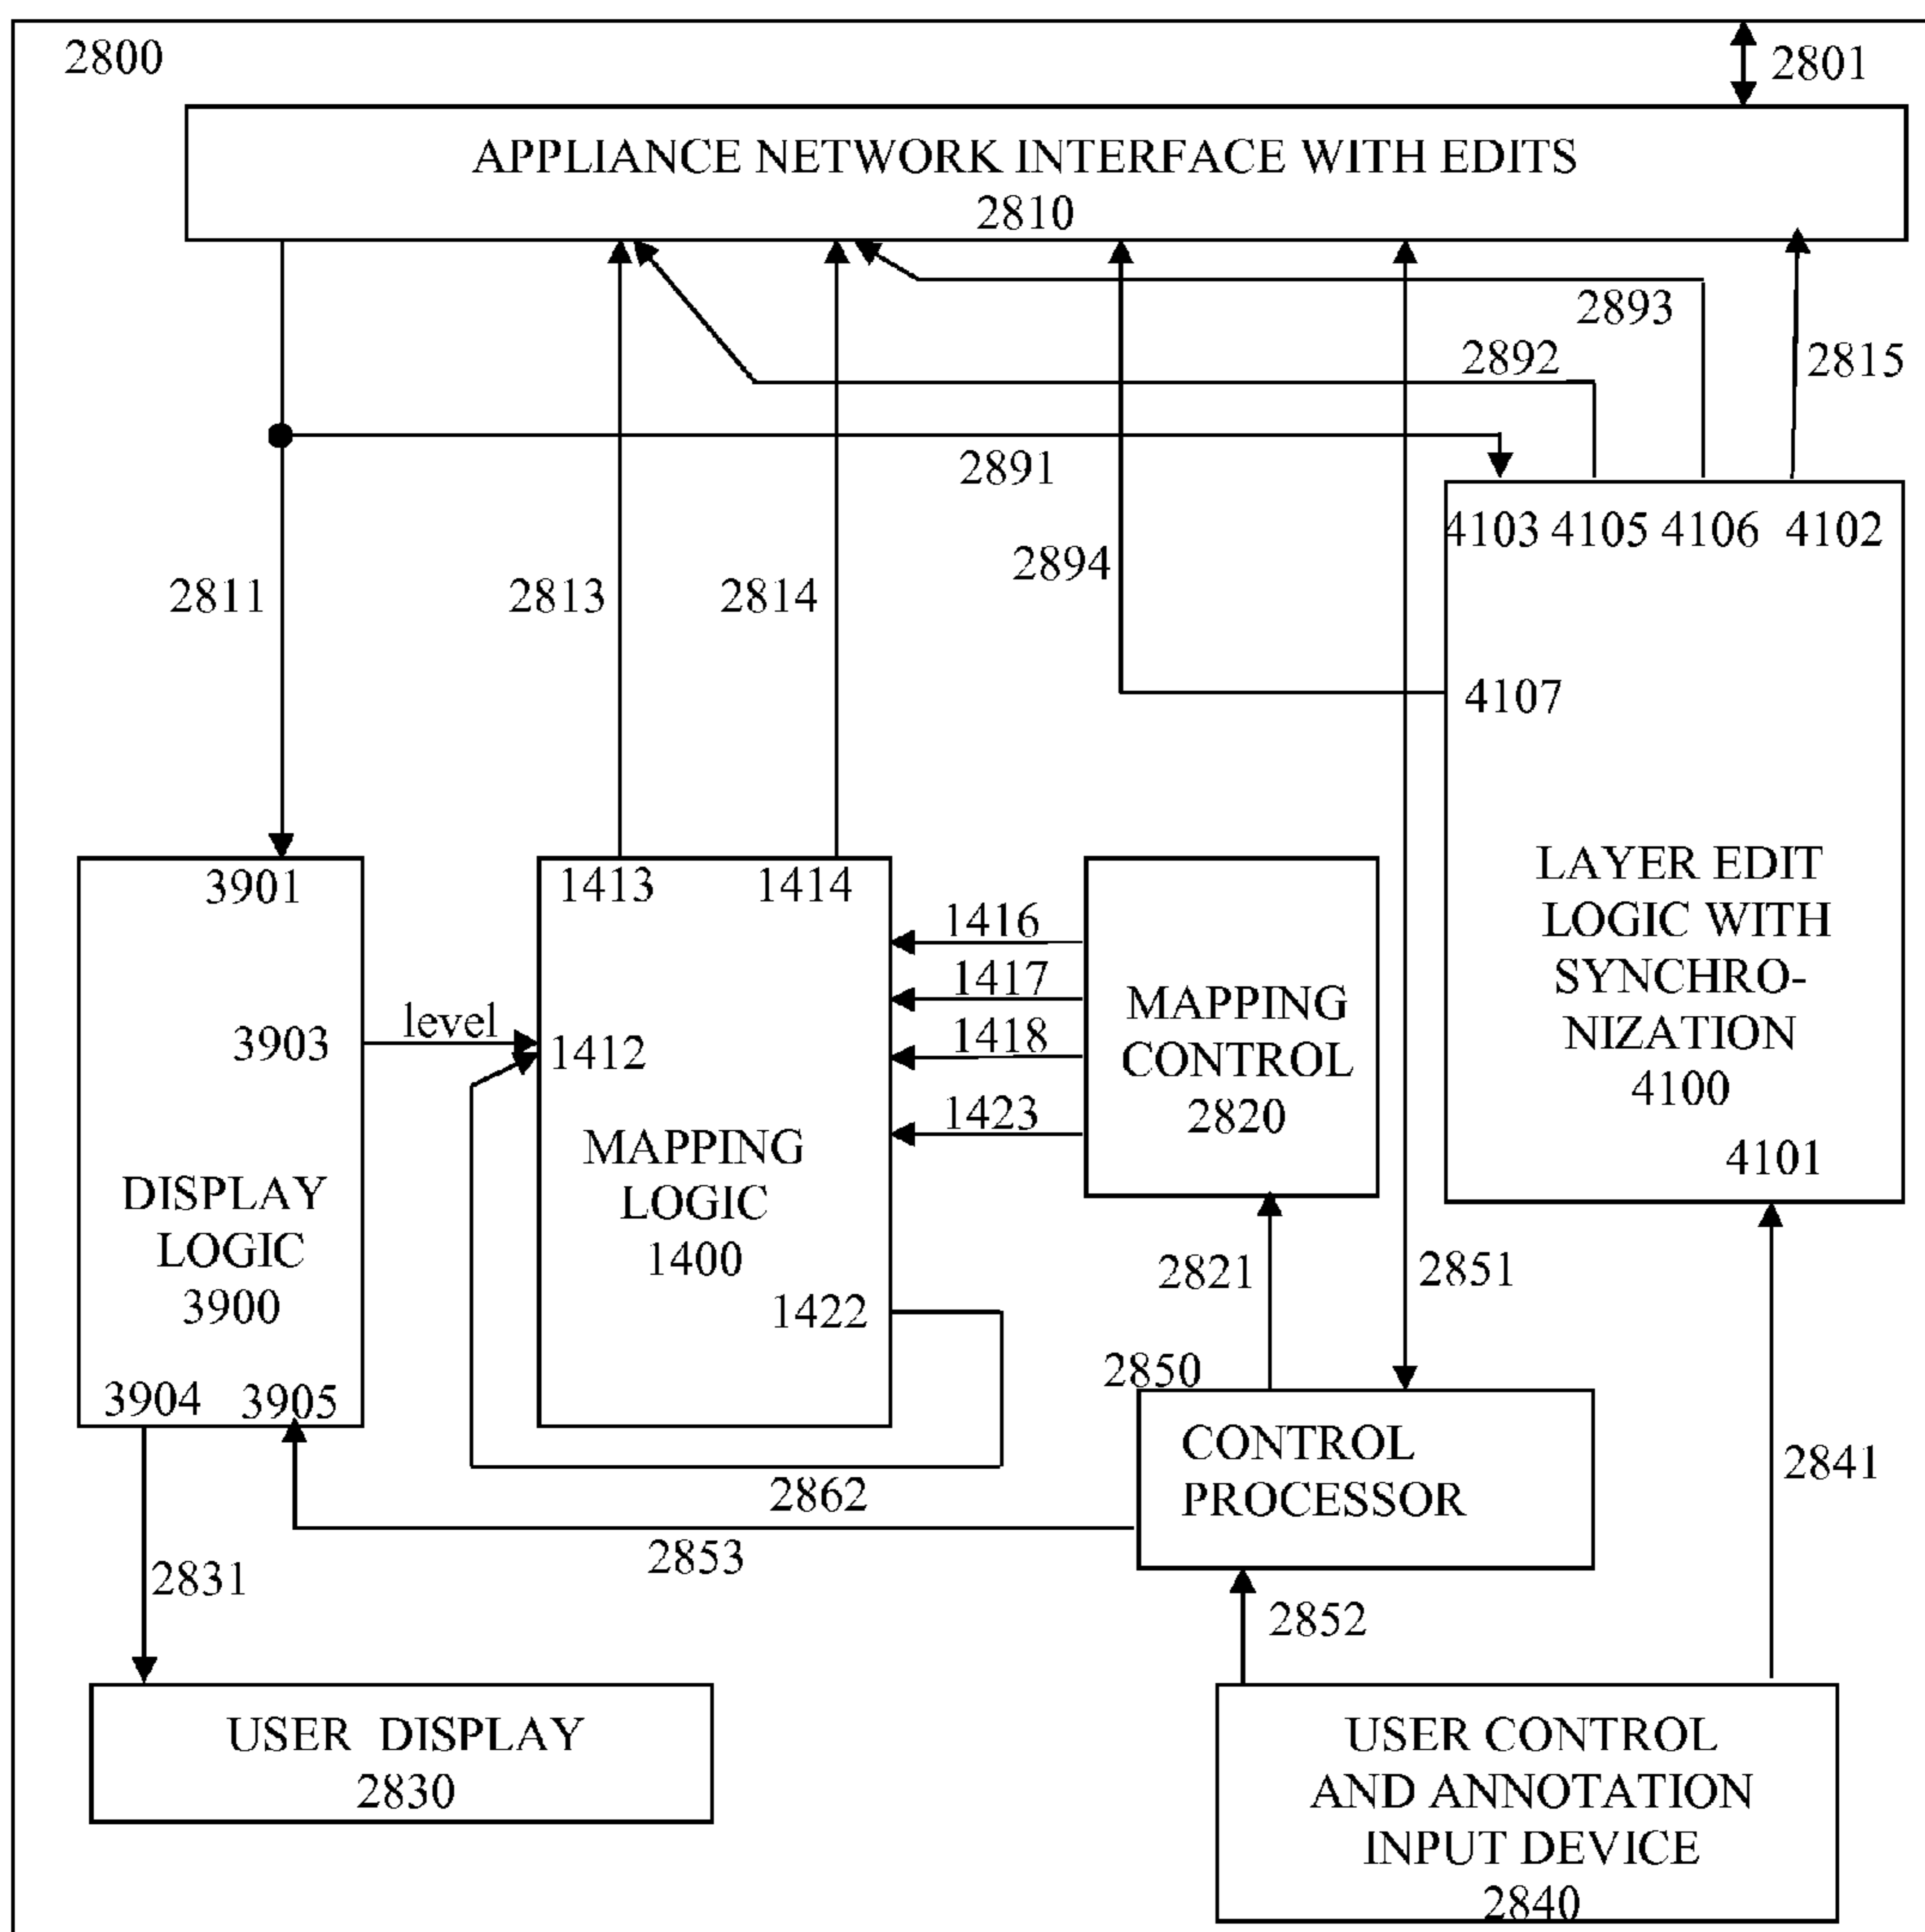 2800
2801
APPLIANCE NETWORK INTERFACE WITH EDITS
2810
2893
2892
2815
2891
4103 4105 4106 4102
2894
2811
2813
2814
4107
LAYER EDIT
LOGIC WITH
SYNCHRO-
NIZATION
4100
4101
3901
3903
level
DISPLAY
LOGIC
3900
3904 3905
1413 1414
1412
MAPPING
LOGIC
1400
1422
1416
1417
1418
1423
MAPPING
CONTROL
2820
2821
2851
2850
CONTROL
PROCESSOR
2841
2862
2853
2831
2852
USER DISPLAY
2830
USER CONTROL
AND ANNOTATION
INPUT DEVICE
2840